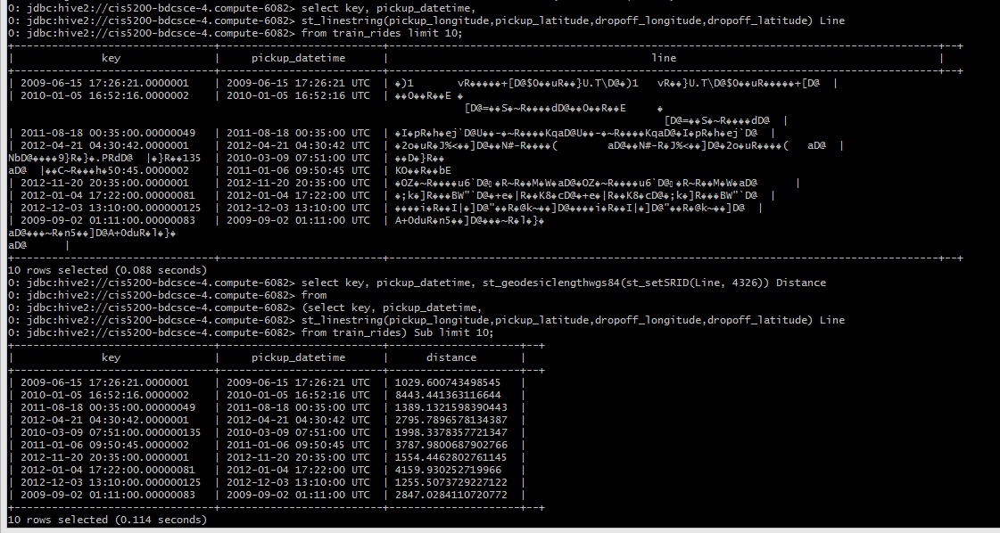 0: jdbc:hive2://cis5200-bdcsce-4.compute-6082> select key, pickup_datetime,
0: jdbc:hive2://cis5200-bdcsce-4.compute-6082> st_linestring(pickup_longitude,pickup_latitude,dropoff_longitude,dropoff_latitude) Line
0: jdbc:hive2://cis5200-bdcsce-4.compute-6082> from train_rides limit 10;
| key | pickup_datetime | line |
| 2009-06-15 17:26:21.0000001 | 2009-06-15 17:26:21 UTC |
| 2010-01-05 16:52:16.0000002 | 2010-01-05 16:52:16 UTC |
| 2011-08-18 00:35:00.00000049 | 2011-08-18 00:35:00 UTC |
| 2012-04-21 04:30:42.0000001 | 2012-04-21 04:30:42 UTC |
| 2010-03-09 07:51:00 UTC |
| 2011-01-06 09:50:45 UTC |
| 2012-11-20 20:35:00.0000001 | 2012-11-20 20:35:00 UTC |
| 2012-01-04 17:22:00.00000081 | 2012-01-04 17:22:00 UTC |
| 2012-12-03 13:10:00.000000125 | 2012-12-03 13:10:00 UTC |
| 2009-09-02 01:11:00.00000083 | 2009-09-02 01:11:00 UTC |
10 rows selected (0.088 seconds)
0: jdbc:hive2://cis5200-bdcsce-4.compute-6082> select key, pickup_datetime, st_geodesiclengthwgs84(st_setSRID(Line, 4326)) Distance
0: jdbc:hive2://cis5200-bdcsce-4.compute-6082> from
0: jdbc:hive2://cis5200-bdcsce-4.compute-6082> (select key, pickup_datetime,
0: jdbc:hive2://cis5200-bdcsce-4.compute-6082> st_linestring(pickup_longitude,pickup_latitude,dropoff_longitude,dropoff_latitude) Line
0: jdbc:hive2://cis5200-bdcsce-4.compute-6082> from train_rides) Sub limit 10;
| key | pickup_datetime | distance |
| 2009-06-15 17:26:21.0000001 | 2009-06-15 17:26:21 UTC | 1029.600743498545 |
| 2010-01-05 16:52:16.0000002 | 2010-01-05 16:52:16 UTC | 8443.441363116644 |
| 2011-08-18 00:35:00.00000049 | 2011-08-18 00:35:00 UTC | 1389.1321598390443 |
| 2012-04-21 04:30:42.0000001 | 2012-04-21 04:30:42 UTC | 2795.7896578134387 |
| 2010-03-09 07:51:00.000000135 | 2010-03-09 07:51:00 UTC | 1998.3378357721347 |
| 2011-01-06 09:50:45.0000002 | 2011-01-06 09:50:45 UTC | 3787.9800687902766 |
| 2012-11-20 20:35:00.0000001 | 2012-11-20 20:35:00 UTC | 1554.4462802761145 |
| 2012-01-04 17:22:00.00000081 | 2012-01-04 17:22:00 UTC | 4159.930252719966 |
| 2012-12-03 13:10:00.000000125 | 2012-12-03 13:10:00 UTC | 1255.5073729227122 |
| 2009-09-02 01:11:00.00000083 | 2009-09-02 01:11:00 UTC | 2847.0284110720772 |
10 rows selected (0.114 seconds)